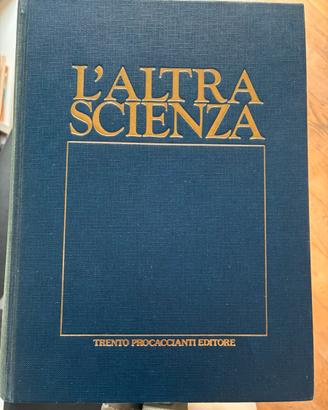 L'ALTRA
SCIENZA
TRENTO PROCACCIANTI EDITORE